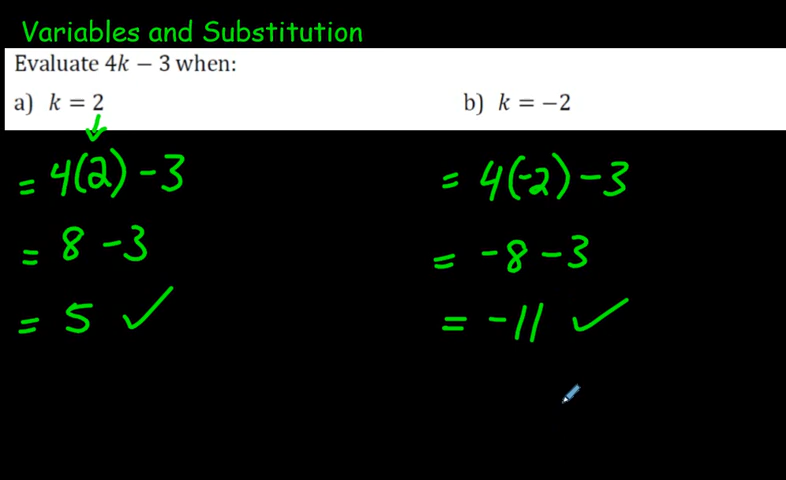 Variables and Substitution
Evaluate 4k − 3 when:
a) k = 2
= 4(2) - 3
= 8 - 3
= 5 ✓
b) k = −2
= 4(-2) - 3
= -8 - 3
= -11 ✓